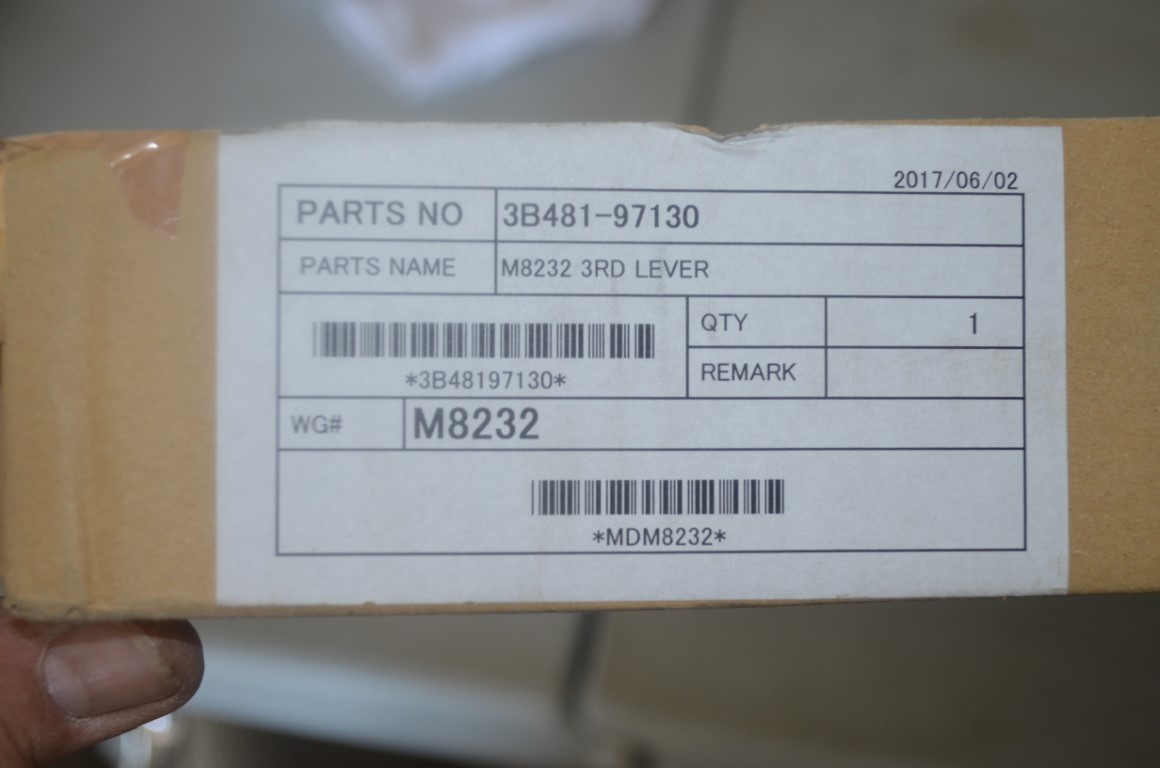 2017/06/02
PARTS NO 3B481-97130
PARTS NAME M8232 3RD LEVER
QTY 1
*3B48197130*
REMARK
WG# M8232
*MDM8232*